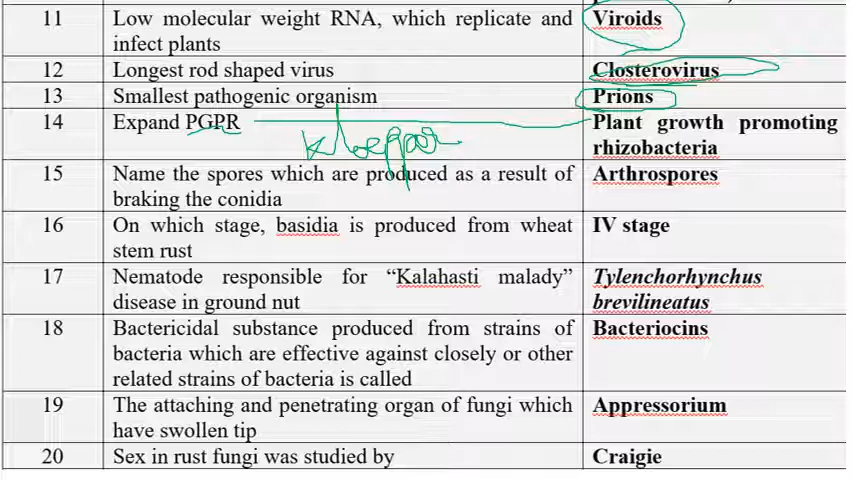 11 Low molecular weight RNA, which replicate and Viroids
infect plants
12 Longest rod shaped virus Closterovirus
13 Smallest pathogenic organism Prions
14 Expand PGPR Plant growth promoting
rhizobacteria
15 Name the spores which are produced as a result of Arthrospores
braking the conidia
16 On which stage, basidia is produced from wheat IV stage
stem rust
17 Nematode responsible for “Kalahasti malady” Tylenchorhynchus
disease in ground nut brevilineatus
18 Bactericidal substance produced from strains of Bacteriocins
bacteria which are effective against closely or other
related strains of bacteria is called
19 The attaching and penetrating organ of fungi which Appressorium
have swollen tip
20 Sex in rust fungi was studied by Craigie